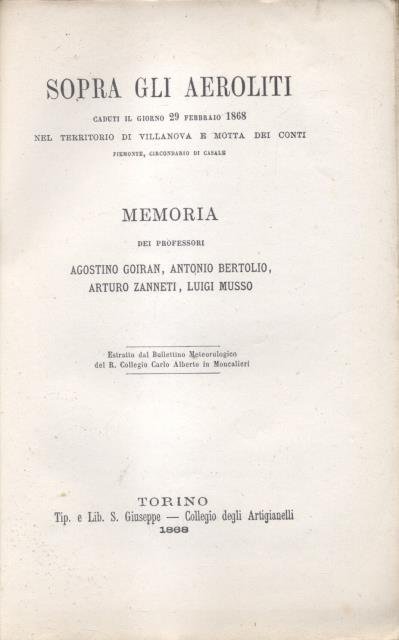 SOPRA GLI AEROLITI
CADUTI IL GIORNO 29 FEBBRAIO 1868
NEL TERRITORIO DI VILLANOVA E MOTTA DEI CONTI
PIEMONTE, CIRCONDARIO DI CASALE
MEMORIA
DEI PROFESSORI
AGOSTINO GOIRAN, ANTONIO BERTOLIO,
ARTURO ZANNETI, LUIGI MUSSO
Estratto dal Bullettino Meteorologico
del R. Collegio Carlo Alberto in Moncalieri
TORINO
Tip. e Lib. S. Giuseppe — Collegio degli Artigianelli
1868